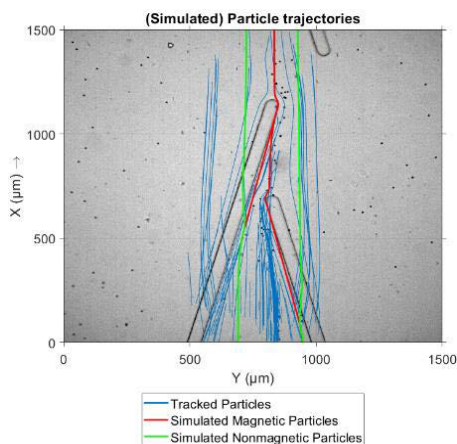 (Simulated) Particle trajectories
1500
1000
500
0
X (µm) →
0
500
1000
1500
Y (µm)
Tracked Particles
Simulated Magnetic Particles
Simulated Nonmagnetic Particles